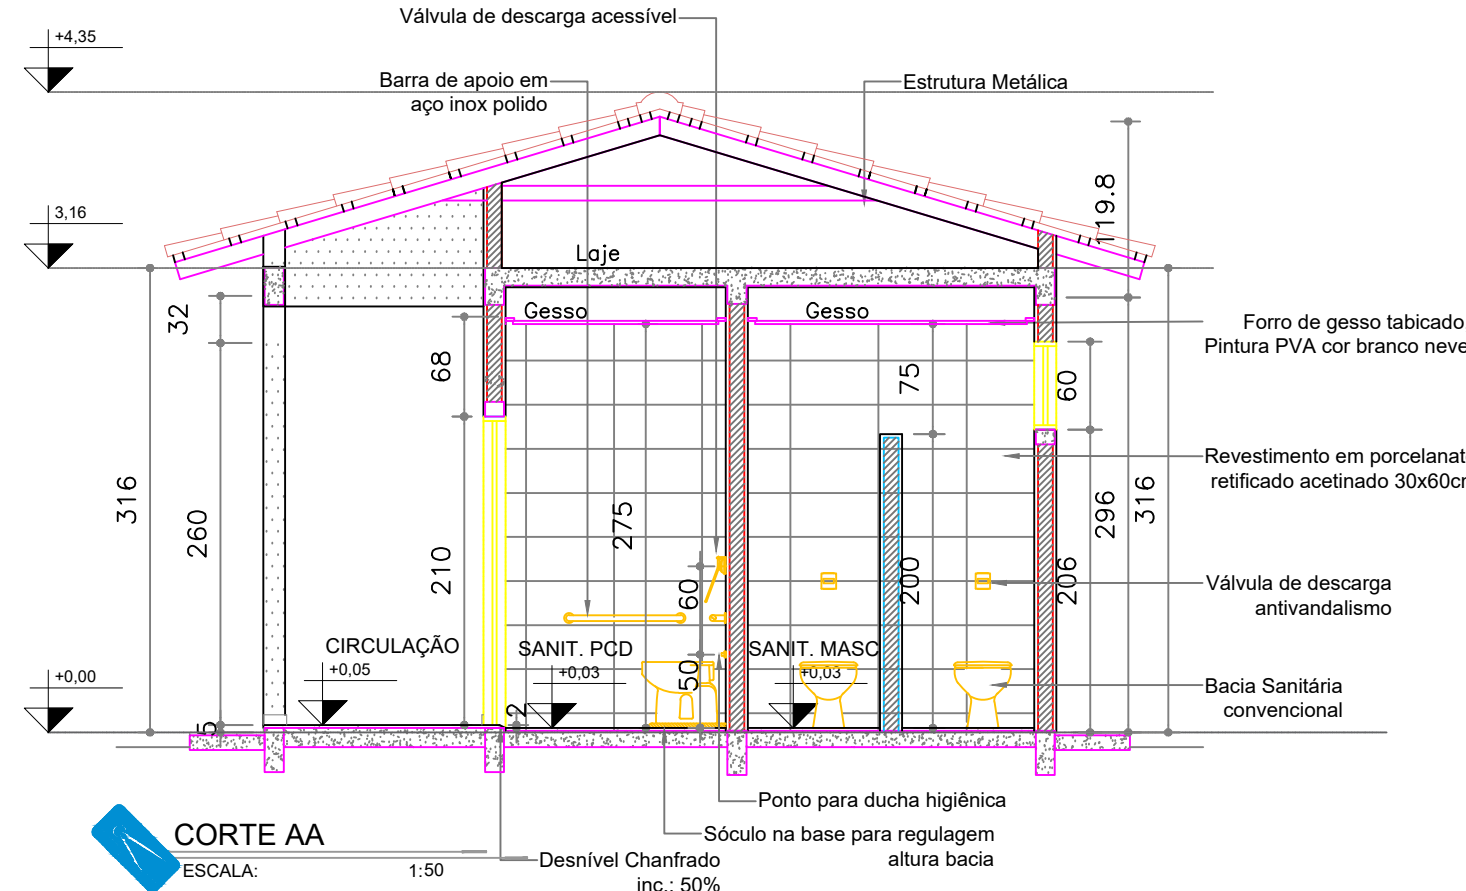 Válvula de descarga acessível
+4,35
Barra de apoio em
aço inox polido
Estrutura Metálica
119.8
3,16
Laje
32
Gesso
Gesso
Forro de gesso tabicado
Pintura PVA cor branco neve
68
75
60
Revestimento em porcelanat
retificado acetinado 30x60cm
316
260
275
296
316
210
200
206
60
Válvula de descarga
antivandalismo
CIRCULAÇÃO
+0,05
SANIT. PCD
+0,03
SANIT. MASC
+0,03
50
+0,00
Bacia Sanitária
convencional
5
2
Ponto para ducha higiênica
Sóculo na base para regulagem
altura bacia
Desnível Chanfrado
inc.: 50%
CORTE AA
ESCALA:
1:50